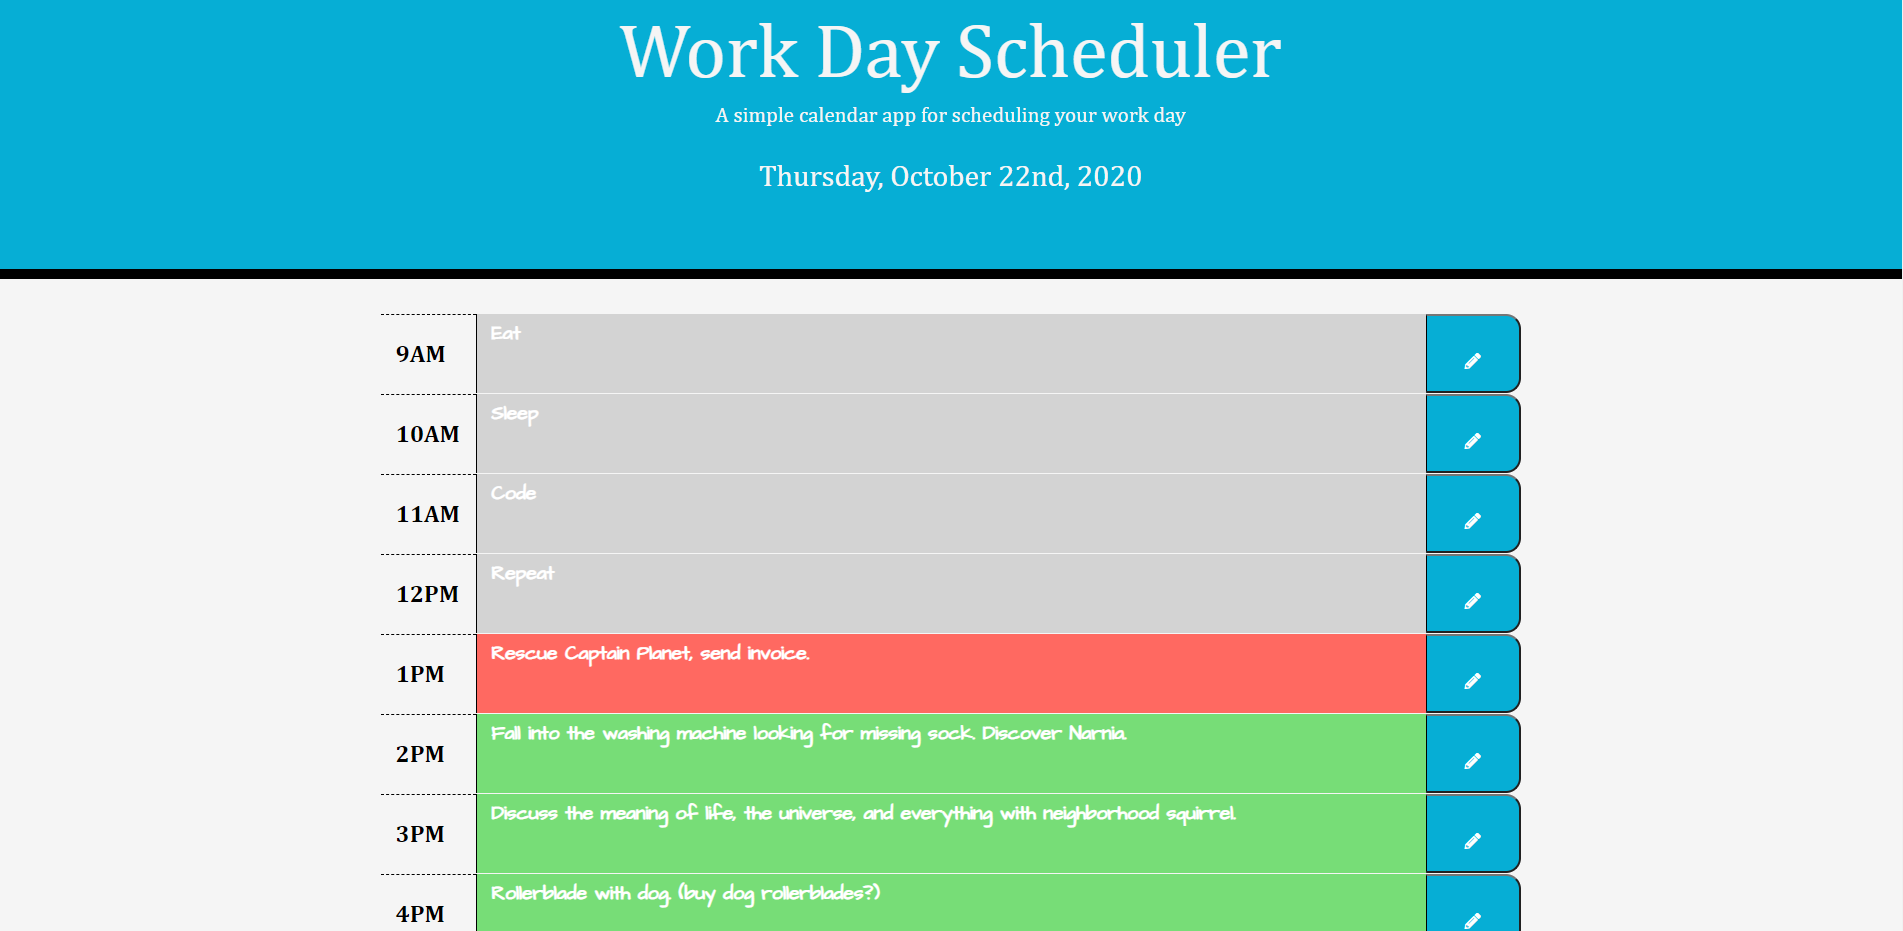 Work Day Scheduler
A simple calendar app for scheduling your work day
Thursday, October 22nd, 2020
9AM
Eat
10AM
Sleep
11AM
Code
12PM
Repeat
1PM
Rescue Captain Planet, send invoice.
2PM
Fall into the washing machine looking for missing sock. Discover Narnia.
3PM
Discuss the meaning of life, the universe, and everything with neighborhood squirrel.
4PM
Rollerblade with dog. (buy dog rollerblades?)